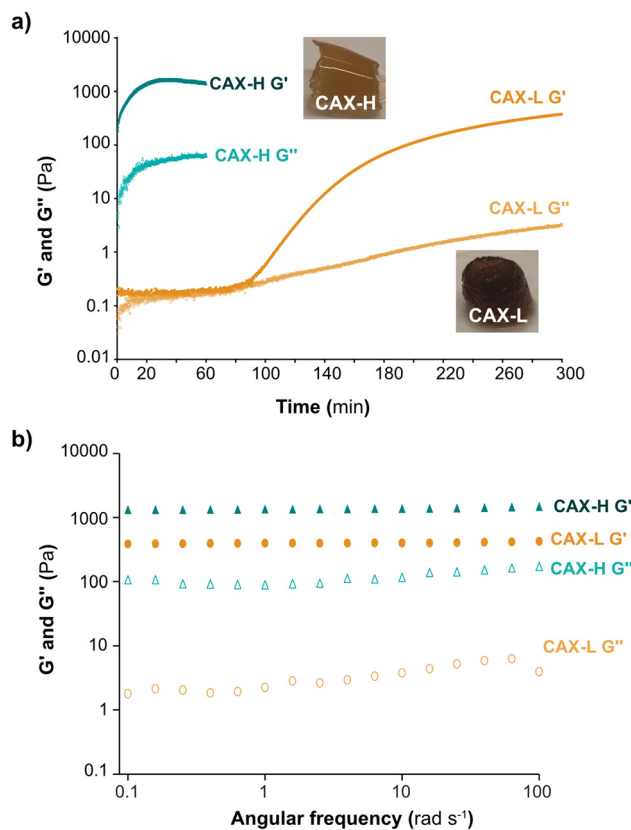 a)
10000
1000
100
10
1
0.1
0.01
G' and G'' (Pa)
CAX-H G'
CAX-H G''
CAX-H
CAX-L G'
CAX-L G''
CAX-L
0 20 60 100 140 180 220 260 300
Time (min)
b)
10000
1000
100
10
1
0.1
G' and G'' (Pa)
CAX-H G'
CAX-L G'
CAX-H G''
CAX-L G''
0.1 1 10 100
Angular frequency (rad s⁻¹)